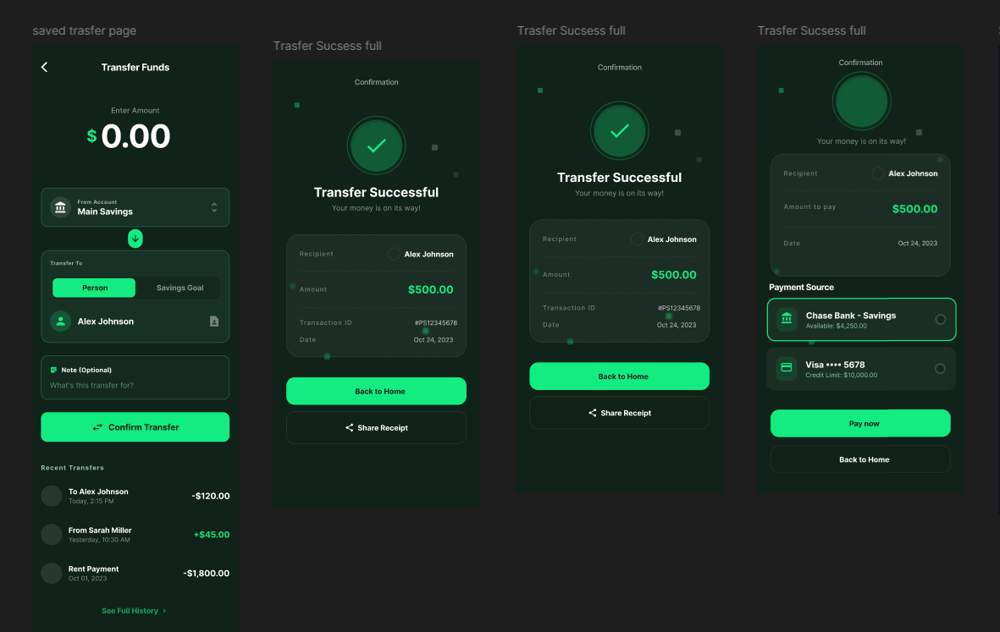 saved trasfer page
Transfer Funds
Enter Amount
$ 0.00
From Account
Main Savings
Transfer To
Person
Savings Goal
Alex Johnson
Note (Optional)
What's this transfer for?
Confirm Transfer
Recent Transfers
To Alex Johnson
-$120.00
Today, 2:15 PM
From Sarah Miller
+$45.00
Yesterday, 10:30 AM
Rent Payment
-$1,800.00
Oct 01, 2023
See Full History
Trasfer Sucsess full
Confirmation
Transfer Successful
Your money is on its way!
Recipient
Alex Johnson
Amount
$500.00
Transaction ID
#PS12345678
Date
Oct 24, 2023
Back to Home
Share Receipt
Trasfer Sucsess full
Confirmation
Transfer Successful
Your money is on its way!
Recipient
Alex Johnson
Amount
$500.00
Transaction ID
#PS12345678
Date
Oct 24, 2023
Back to Home
Share Receipt
Trasfer Sucsess full
Confirmation
Your money is on its way!
Recipient
Alex Johnson
Amount to pay
$500.00
Date
Oct 24, 2023
Payment Source
Chase Bank - Savings
Available: $4,250.00
Visa •••• 5678
Credit Limit: $10,000.00
Pay now
Back to Home